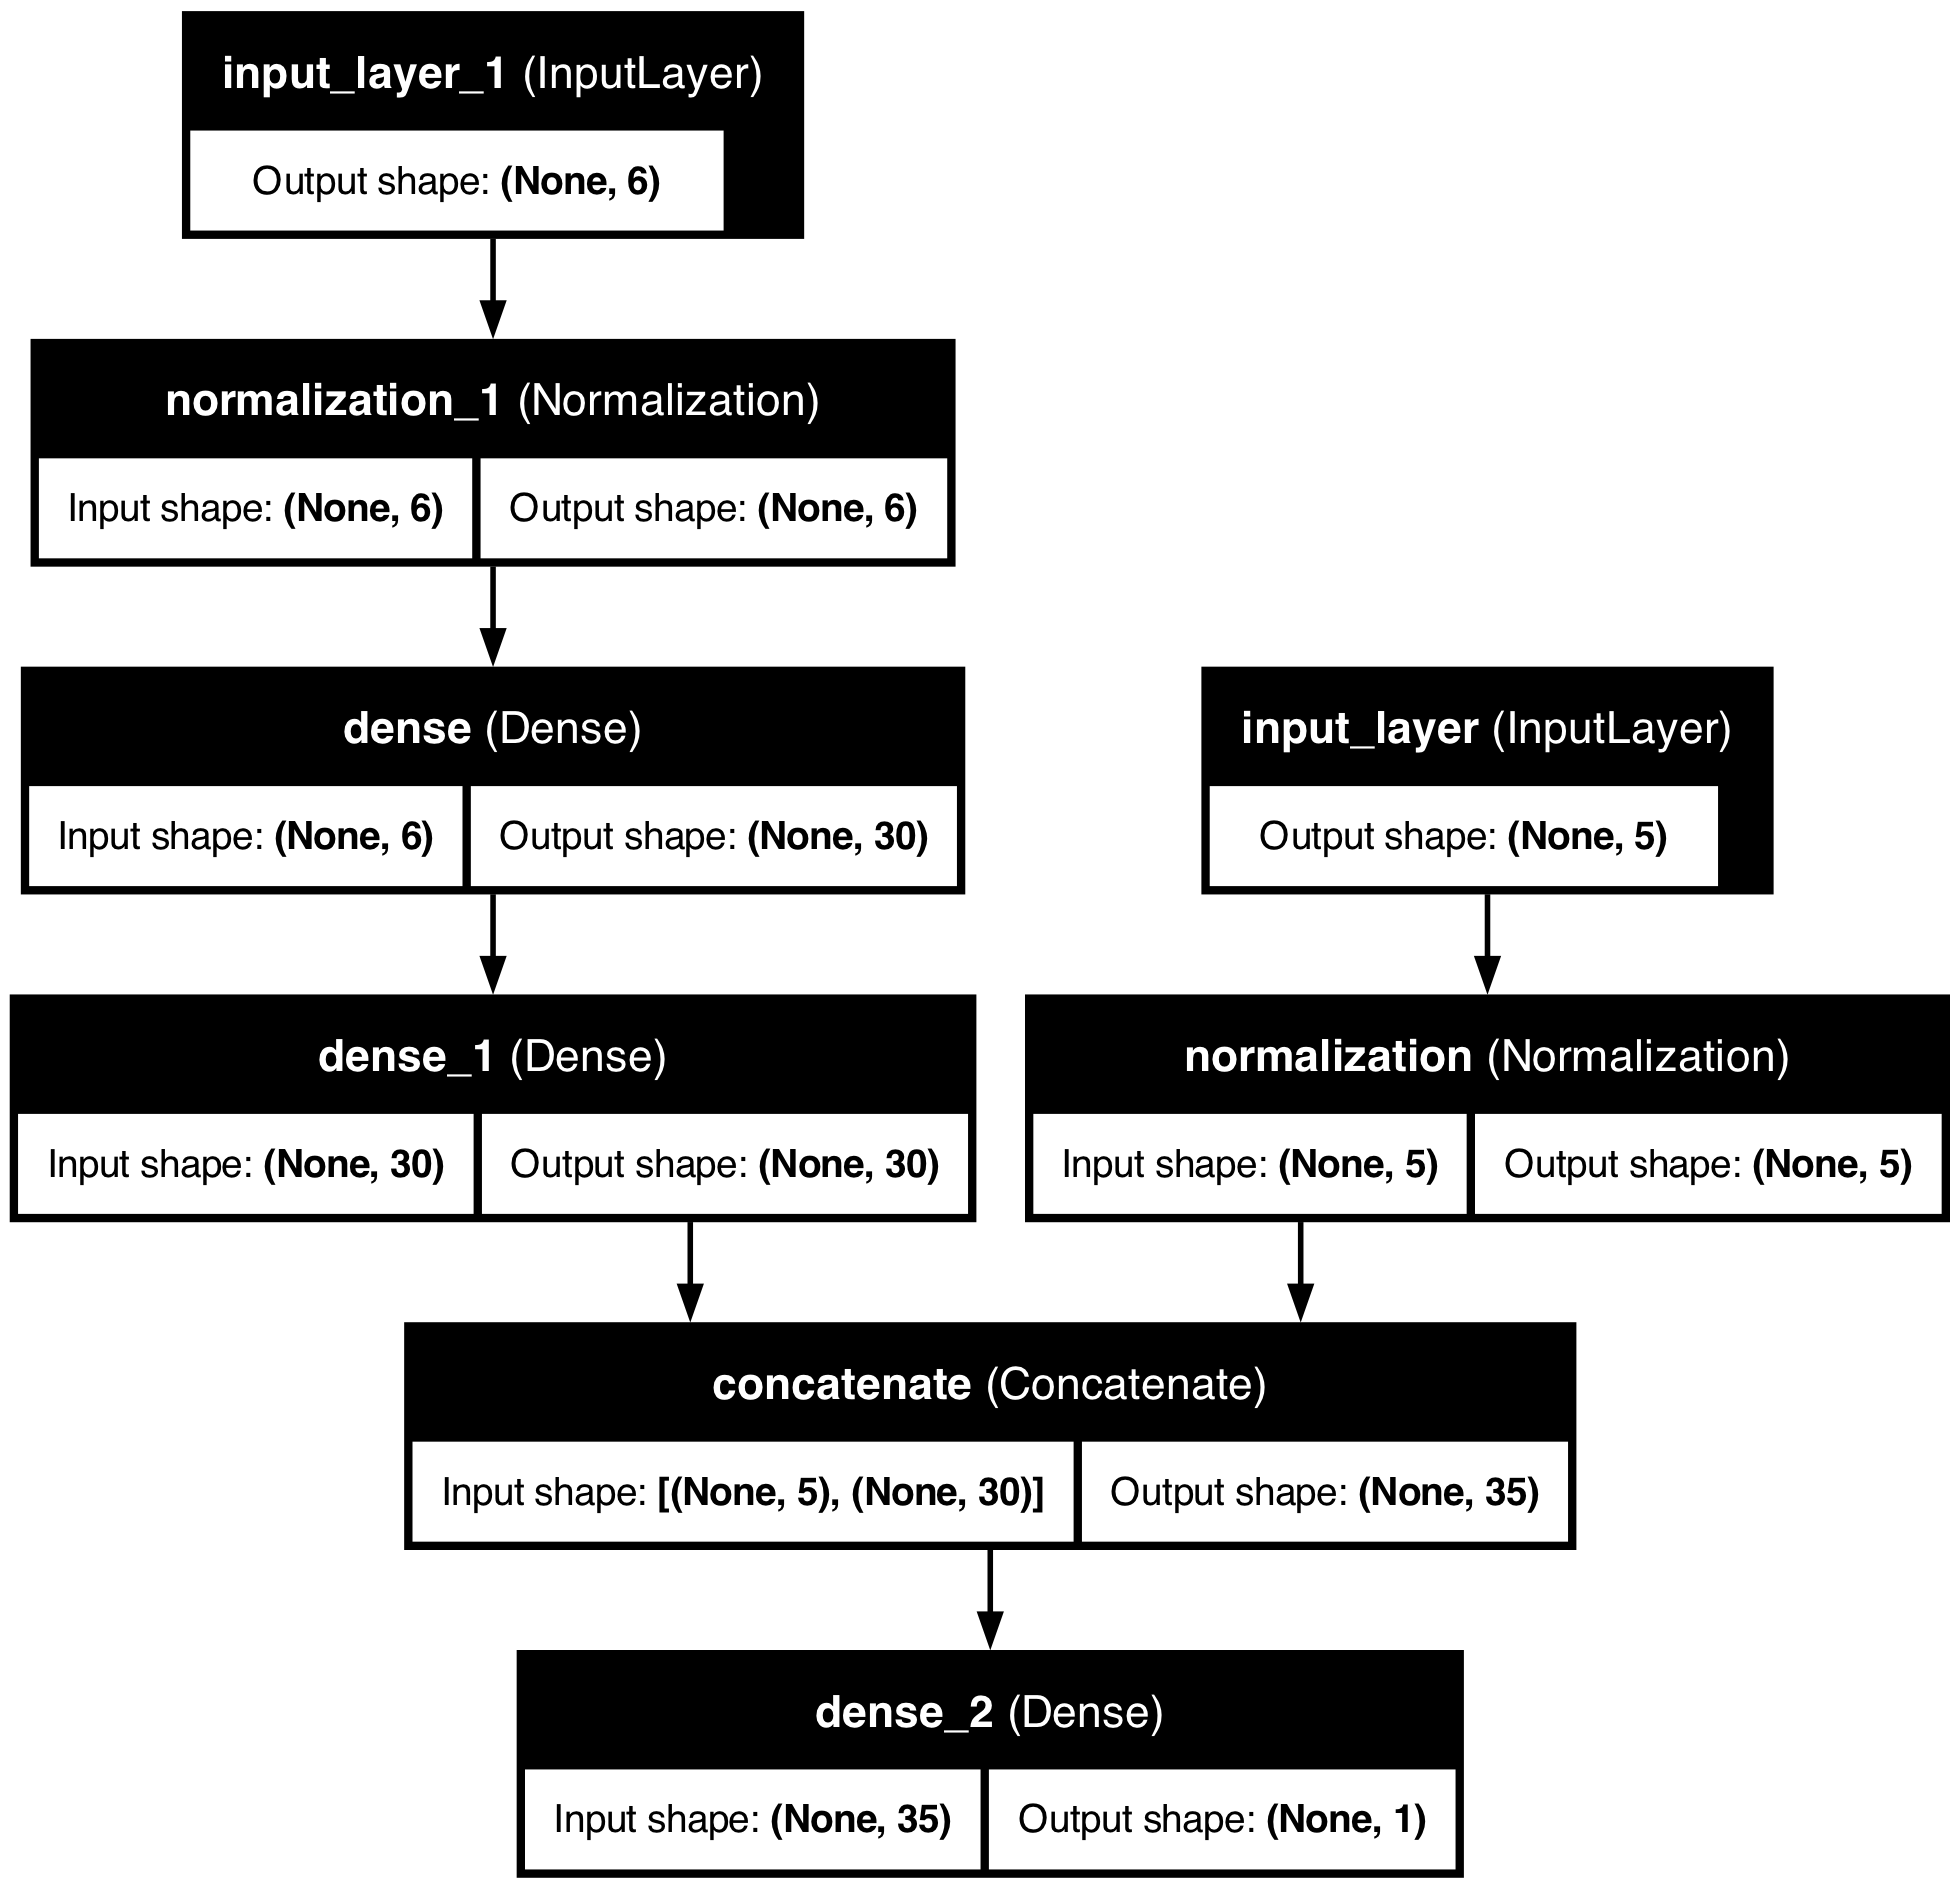 input_layer_1 (InputLayer)
Output shape: (None, 6)
normalization_1 (Normalization)
Input shape: (None, 6)
Output shape: (None, 6)
dense (Dense)
Input shape: (None, 6)
Output shape: (None, 30)
input_layer (InputLayer)
Output shape: (None, 5)
dense_1 (Dense)
Input shape: (None, 30)
Output shape: (None, 30)
normalization (Normalization)
Input shape: (None, 5)
Output shape: (None, 5)
concatenate (Concatenate)
Input shape: [(None, 5), (None, 30)]
Output shape: (None, 35)
dense_2 (Dense)
Input shape: (None, 35)
Output shape: (None, 1)